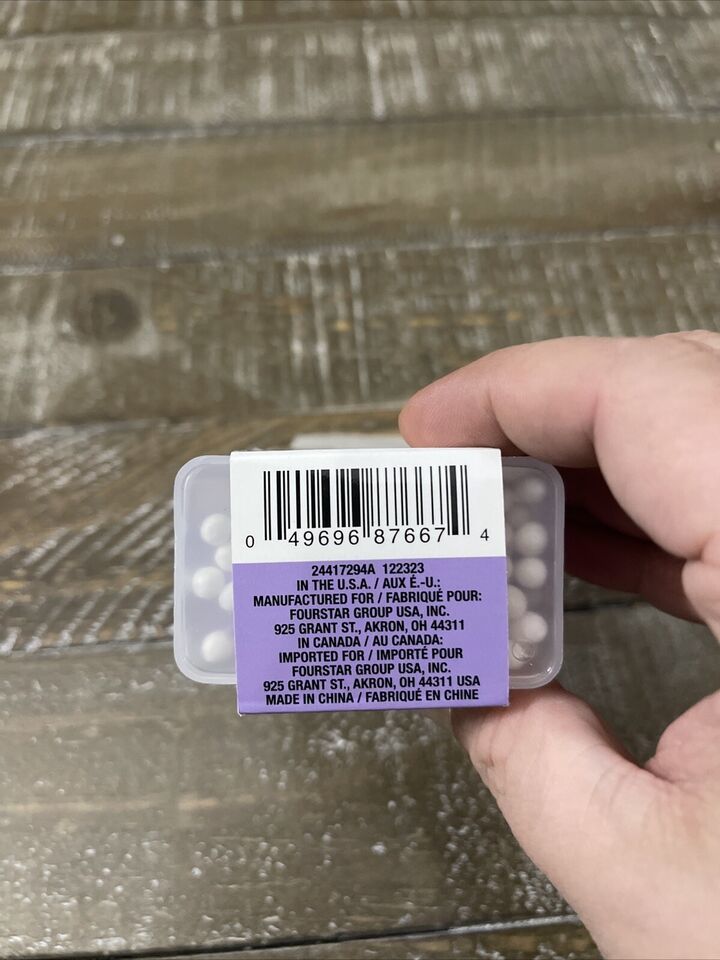 0 49696 87667 4
24417294A 122323
IN THE U.S.A. / AUX É.-U.:
MANUFACTURED FOR / FABRIQUÉ POUR:
FOURSTAR GROUP USA, INC.
925 GRANT ST., AKRON, OH 44311
IN CANADA / AU CANADA:
IMPORTED FOR / IMPORTÉ POUR
FOURSTAR GROUP USA, INC.
925 GRANT ST., AKRON, OH 44311 USA
MADE IN CHINA / FABRIQUÉ EN CHINE